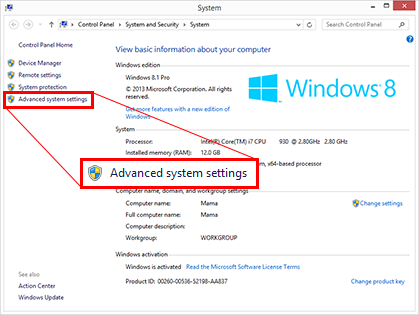 System
Control Panel > System and Security > System
Control Panel Home
Device Manager
Remote settings
System protection
Advanced system settings
View basic information about your computer
Windows edition
Windows 8.1 Pro
© 2013 Microsoft Corporation. All rights reserved.
Get more features with a new edition of
Windows
Windows 8
System
Processor: Intel(R) Core(TM) i7 CPU 930 @ 2.80GHz 2.80 GHz
Installed memory (RAM): 12.0 GB
x64-based processor
Advanced system settings
Computer name, domain, and workgroup settings
Computer name: Mama
Change settings
Full computer name: Mama
Computer description:
Workgroup: WORKGROUP
Windows activation
Windows is activated Read the Microsoft Software License Terms
Product ID: 00260-00536-52198-AA837
Change product key
See also
Action Center
Windows Update